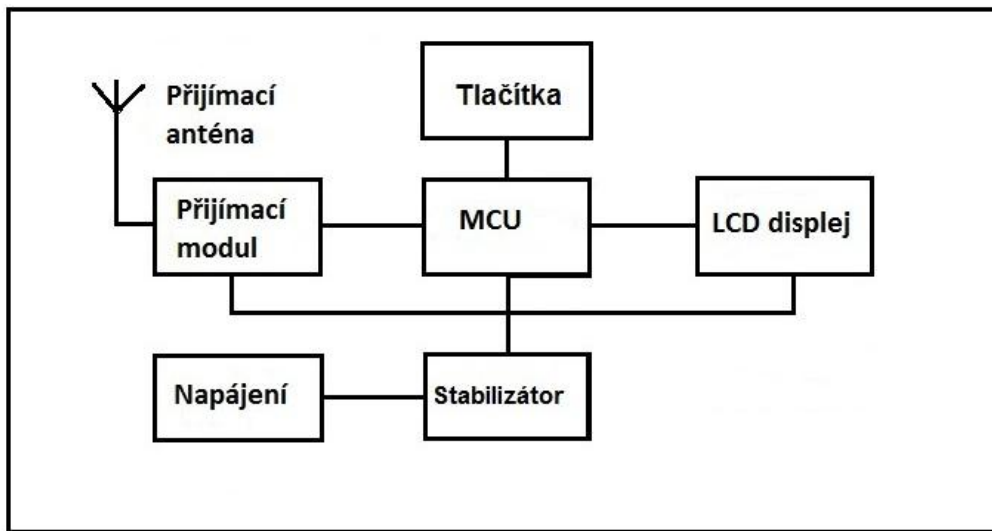 Tlačítka
Přijímací
anténa
Přijímací
modul
MCU
LCD displej
Napájení
Stabilizátor